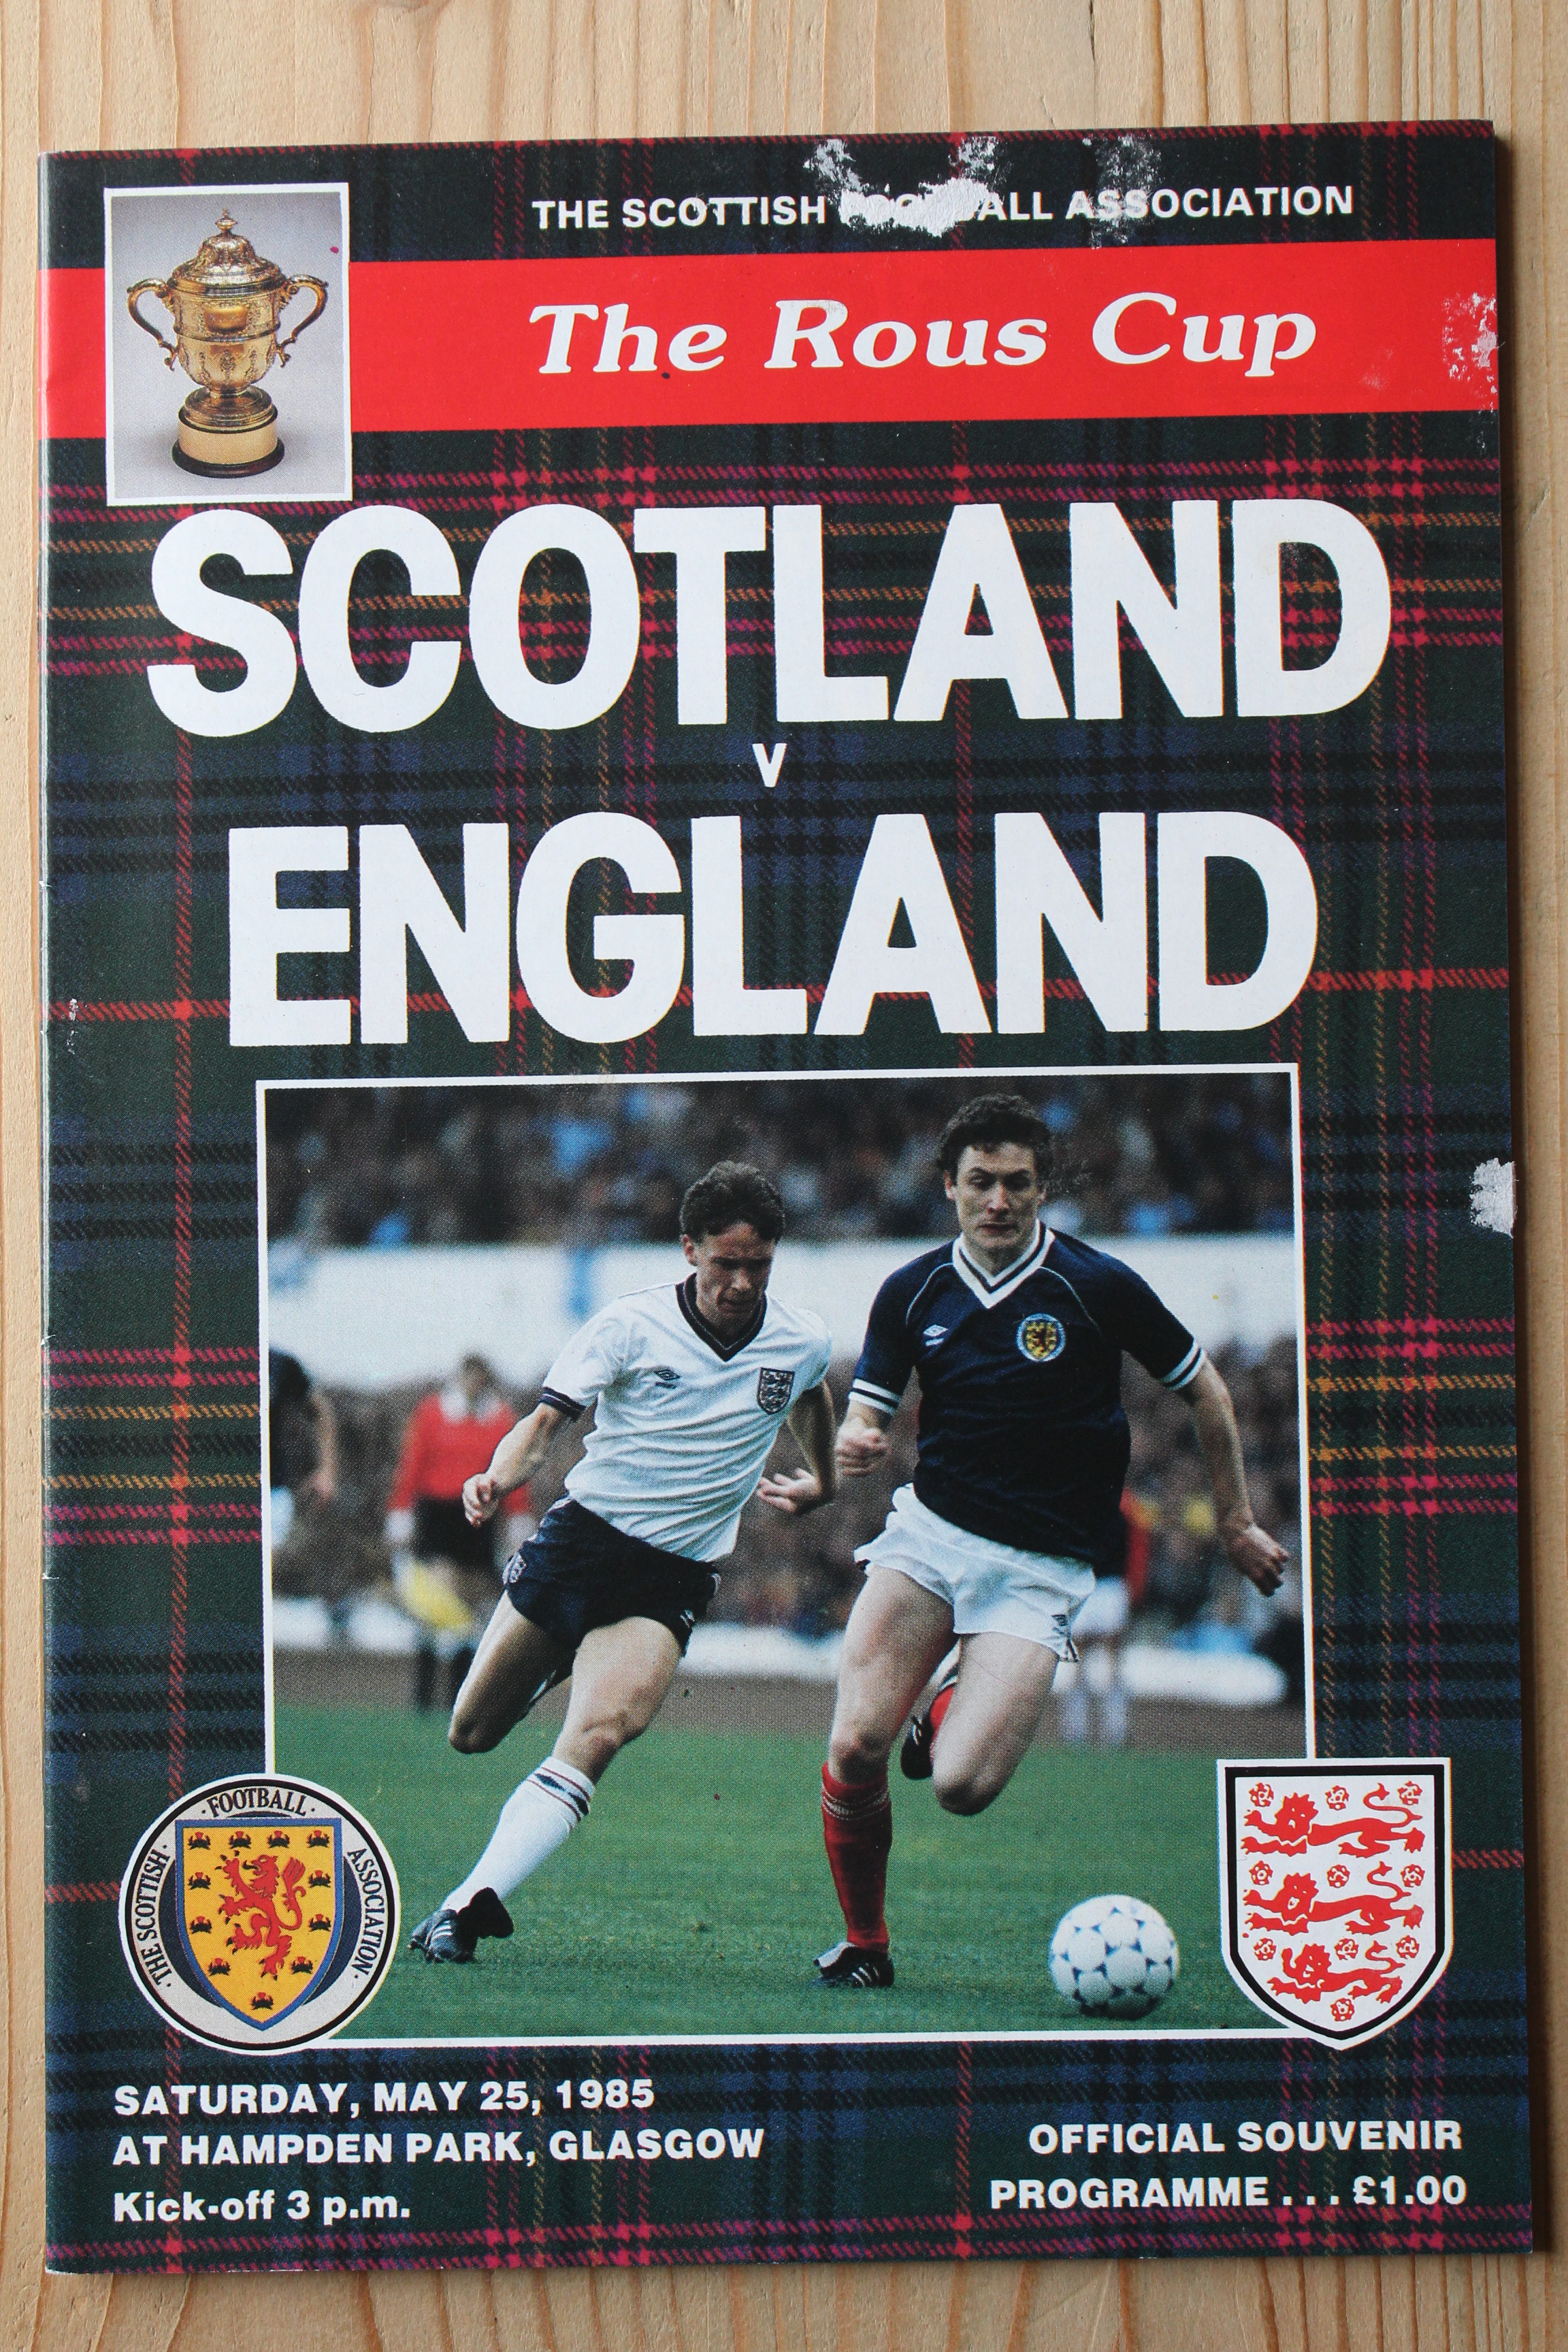 THE SCOTTISH FOOTBALL ASSOCIATION
The Rous Cup
SCOTLAND
v
ENGLAND
THE SCOTTISH · FOOTBALL · ASSOCIATION ·
SATURDAY, MAY 25, 1985
AT HAMPDEN PARK, GLASGOW
Kick-off 3 p.m.
OFFICIAL SOUVENIR
PROGRAMME . . . £1.00